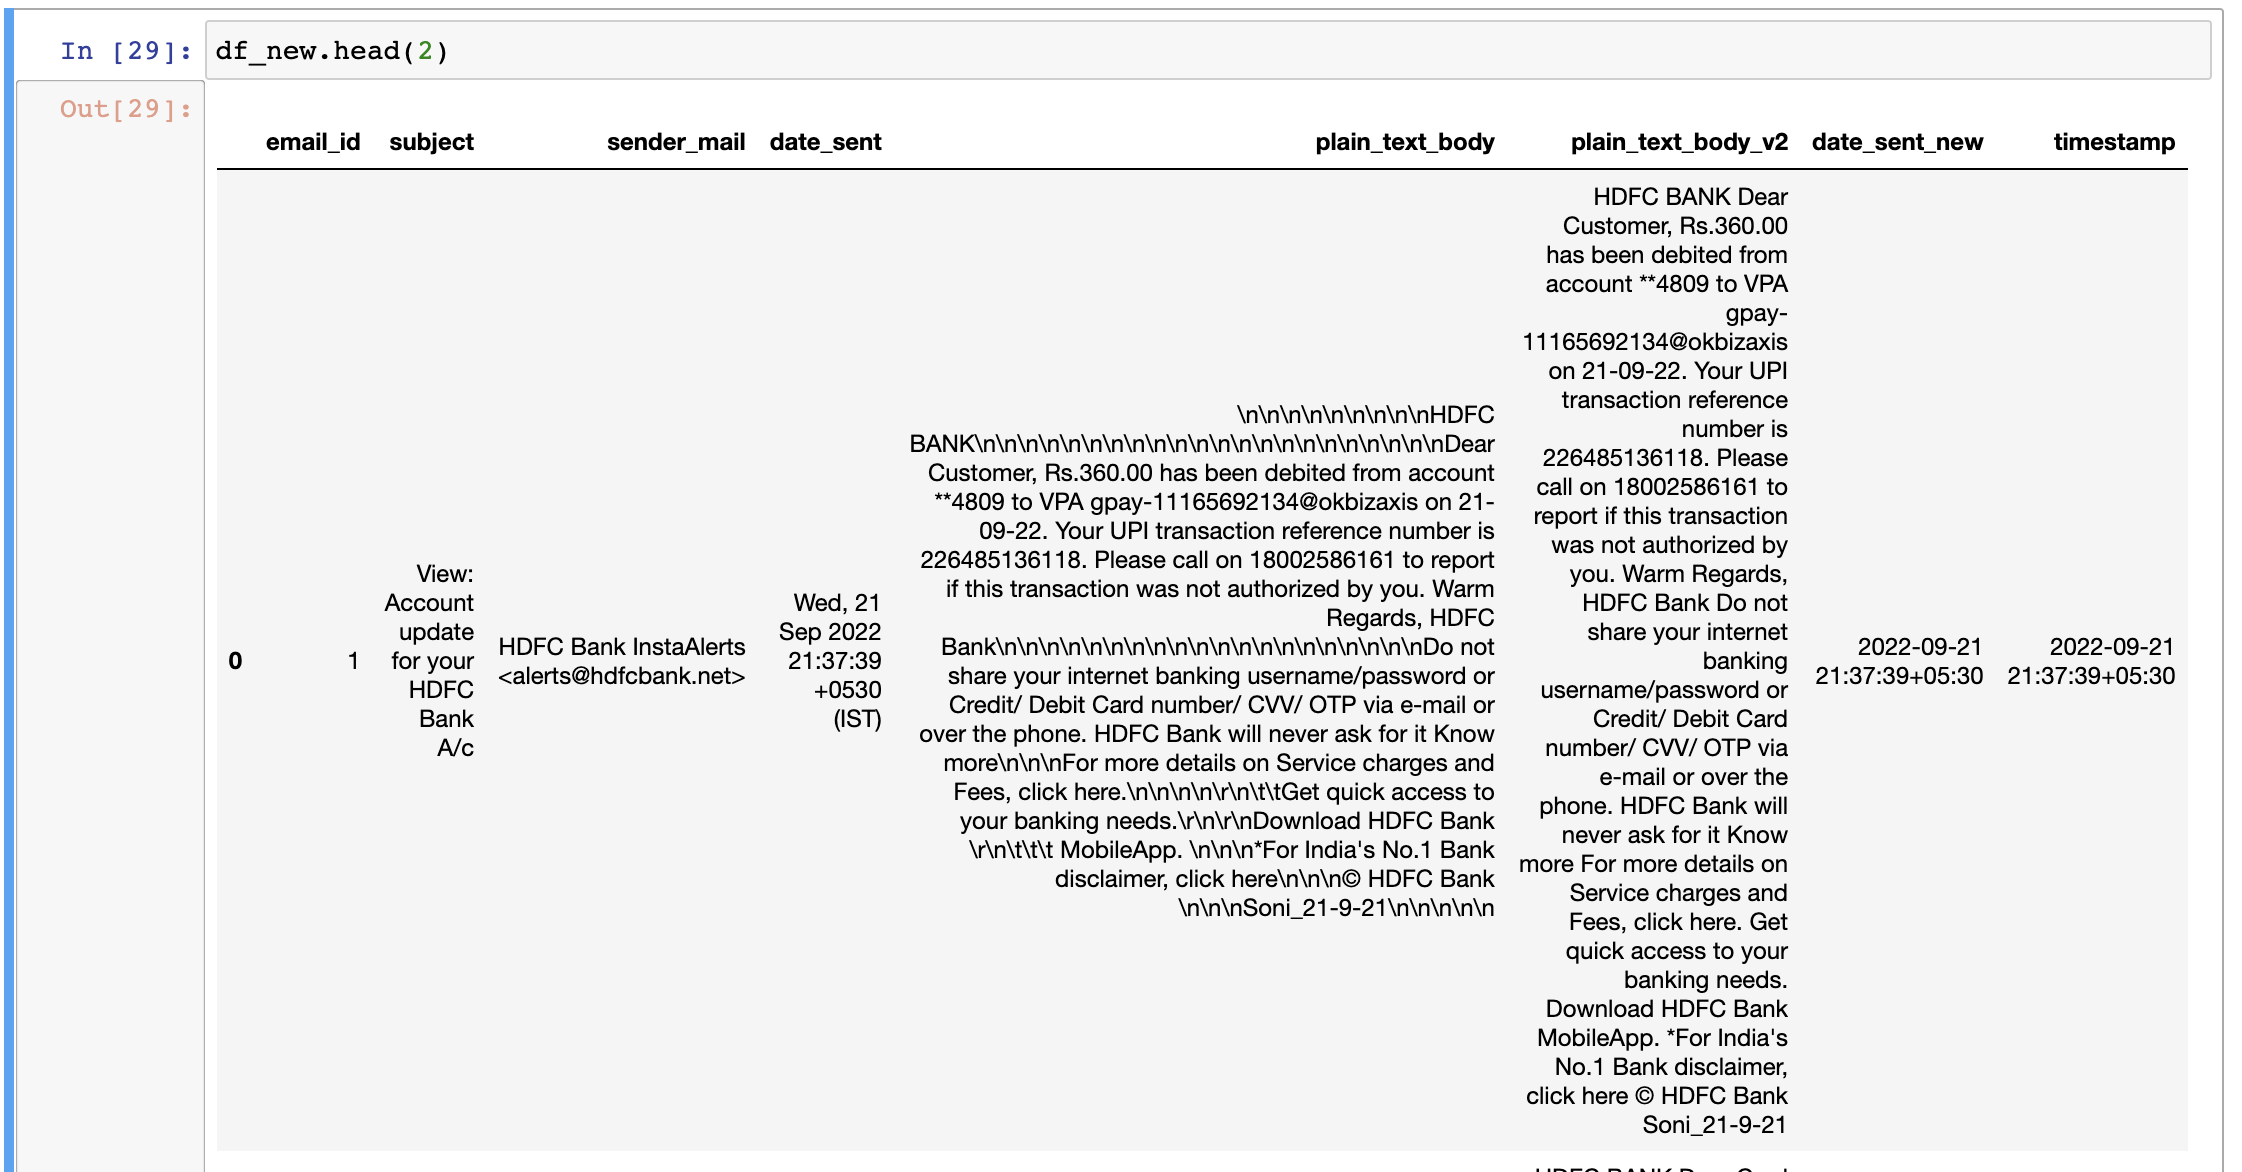 In [29]: df_new.head(2)
Out[29]:
email_id subject sender_mail date_sent plain_text_body plain_text_body_v2 date_sent_new timestamp
0
1
View:
Account
update
for your
HDFC
Bank
A/c
HDFC Bank InstaAlerts
<alerts@hdfcbank.net>
Wed, 21
Sep 2022
21:37:39
+0530
(IST)
\n\n\n\n\n\n\n\n\nHDFC
BANK\n\n\n\n\n\n\n\n\n\n\n\n\n\n\n\n\n\n\n\n\n\nDear
Customer, Rs.360.00 has been debited from account
**4809 to VPA gpay-11165692134@okbizaxis on 21-
09-22. Your UPI transaction reference number is
226485136118. Please call on 18002586161 to report
if this transaction was not authorized by you. Warm
Regards, HDFC
Bank\n\n\n\n\n\n\n\n\n\n\n\n\n\n\n\n\n\n\n\nDo not
share your internet banking username/password or
Credit/ Debit Card number/ CVV/ OTP via e-mail or
over the phone. HDFC Bank will never ask for it Know
more\n\n\nFor more details on Service charges and
Fees, click here.\n\n\n\n\r\n\t\tGet quick access to
your banking needs.\r\n\r\nDownload HDFC Bank
\r\n\t\t\t MobileApp. \n\n\n*For India's No.1 Bank
disclaimer, click here\n\n\n© HDFC Bank
\n\n\nSoni_21-9-21\n\n\n\n\n
HDFC BANK Dear
Customer, Rs.360.00
has been debited from
account **4809 to VPA
gpay-
11165692134@okbizaxis
on 21-09-22. Your UPI
transaction reference
number is
226485136118. Please
call on 18002586161 to
report if this transaction
was not authorized by
you. Warm Regards,
HDFC Bank Do not
share your internet
banking
username/password or
Credit/ Debit Card
number/ CVV/ OTP via
e-mail or over the
phone. HDFC Bank will
never ask for it Know
more For more details on
Service charges and
Fees, click here. Get
quick access to your
banking needs.
Download HDFC Bank
MobileApp. *For India's
No.1 Bank disclaimer,
click here © HDFC Bank
Soni_21-9-21
2022-09-21
21:37:39+05:30
2022-09-21
21:37:39+05:30